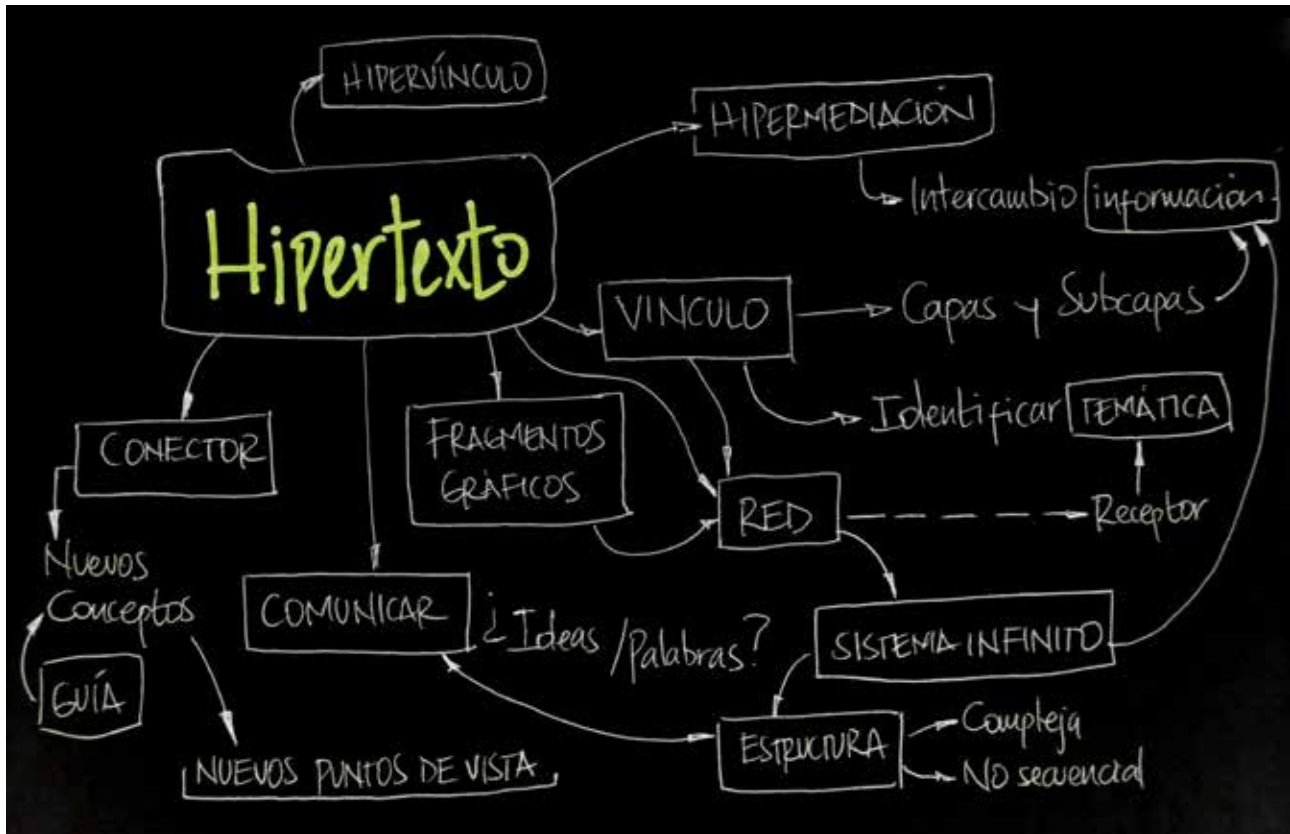 HIPERVÍNCULO
HIPERMEDIACIÓN
Intercambio información
Hipertexto
VINCULO
Capas y Subcapas
Identificar TEMÁTICA
CONECTOR
FRAGMENTOS
GRÁFICOS
RED
Receptor
Nuevos
Conceptos
COMUNICAR
¿Ideas /Palabras?
SISTEMA INFINITO
GUÍA
ESTRUCTURA
Compleja
No secuencial
NUEVOS PUNTOS DE VISTA